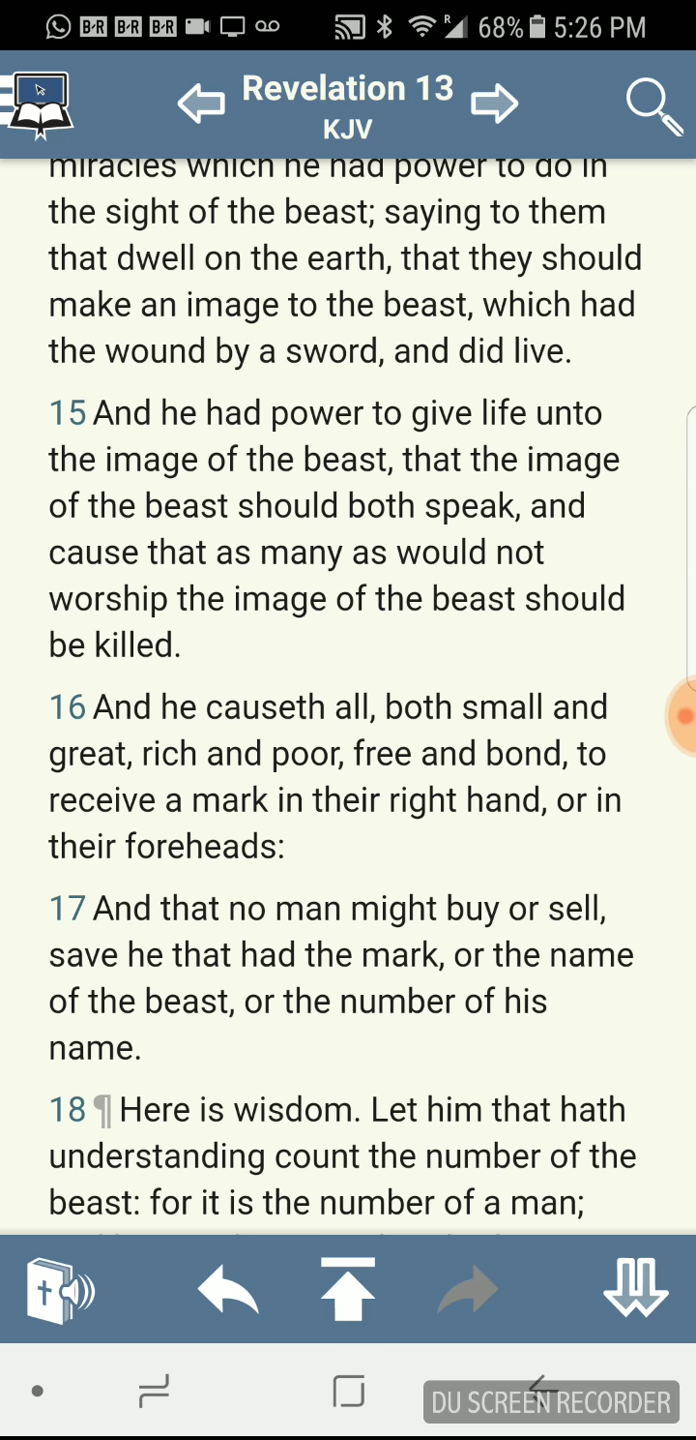 B·R B·R B·R R 68% 5:26 PM
Revelation 13
KJV
miracles which he had power to do in
the sight of the beast; saying to them
that dwell on the earth, that they should
make an image to the beast, which had
the wound by a sword, and did live.
15 And he had power to give life unto
the image of the beast, that the image
of the beast should both speak, and
cause that as many as would not
worship the image of the beast should
be killed.
16 And he causeth all, both small and
great, rich and poor, free and bond, to
receive a mark in their right hand, or in
their foreheads:
17 And that no man might buy or sell,
save he that had the mark, or the name
of the beast, or the number of his
name.
18 ¶ Here is wisdom. Let him that hath
understanding count the number of the
beast: for it is the number of a man;
DU SCREEN RECORDER